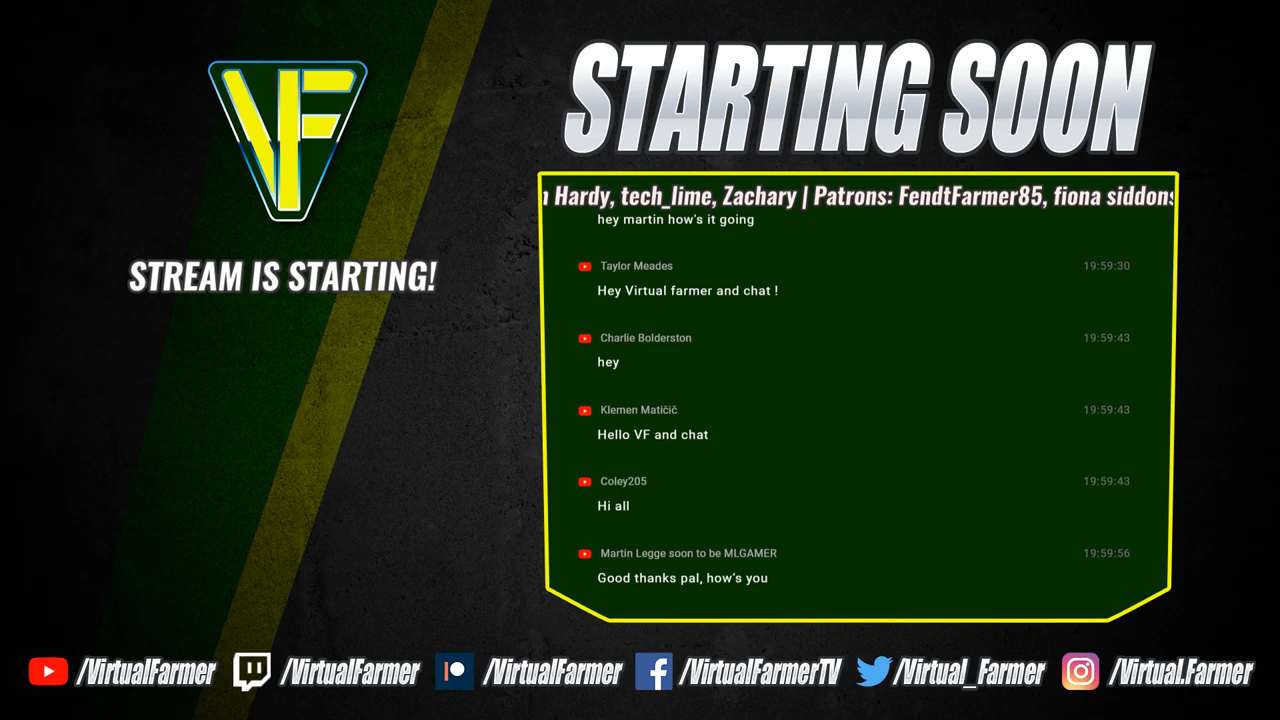 VF
STREAM IS STARTING!
STARTING SOON
Hardy, tech_lime, Zachary | Patrons: FendtFarmer85, fiona siddons
hey martin how's it going
Taylor Meades 19:59:30
Hey Virtual farmer and chat !
Charlie Bolderston 19:59:43
hey
Klemen Matičič 19:59:43
Hello VF and chat
Coley205 19:59:43
Hi all
Martin Legge soon to be MLGAMER 19:59:56
Good thanks pal, how's you
/VirtualFarmer /VirtualFarmer /VirtualFarmer /VirtualFarmerTV /Virtual_Farmer /Virtual.Farmer